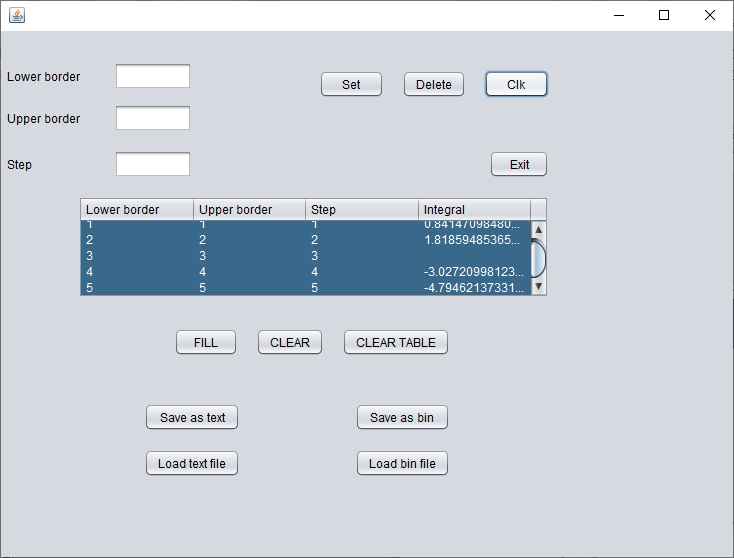 Lower border
Set Delete Clk
Upper border
Step
Exit
Lower border Upper border Step Integral
1 1 1 0.84147098480...
2 2 2 1.81859485365...
3 3 3
4 4 4 -3.02720998123...
5 5 5 -4.79462137331...
FILL CLEAR CLEAR TABLE
Save as text Save as bin
Load text file Load bin file